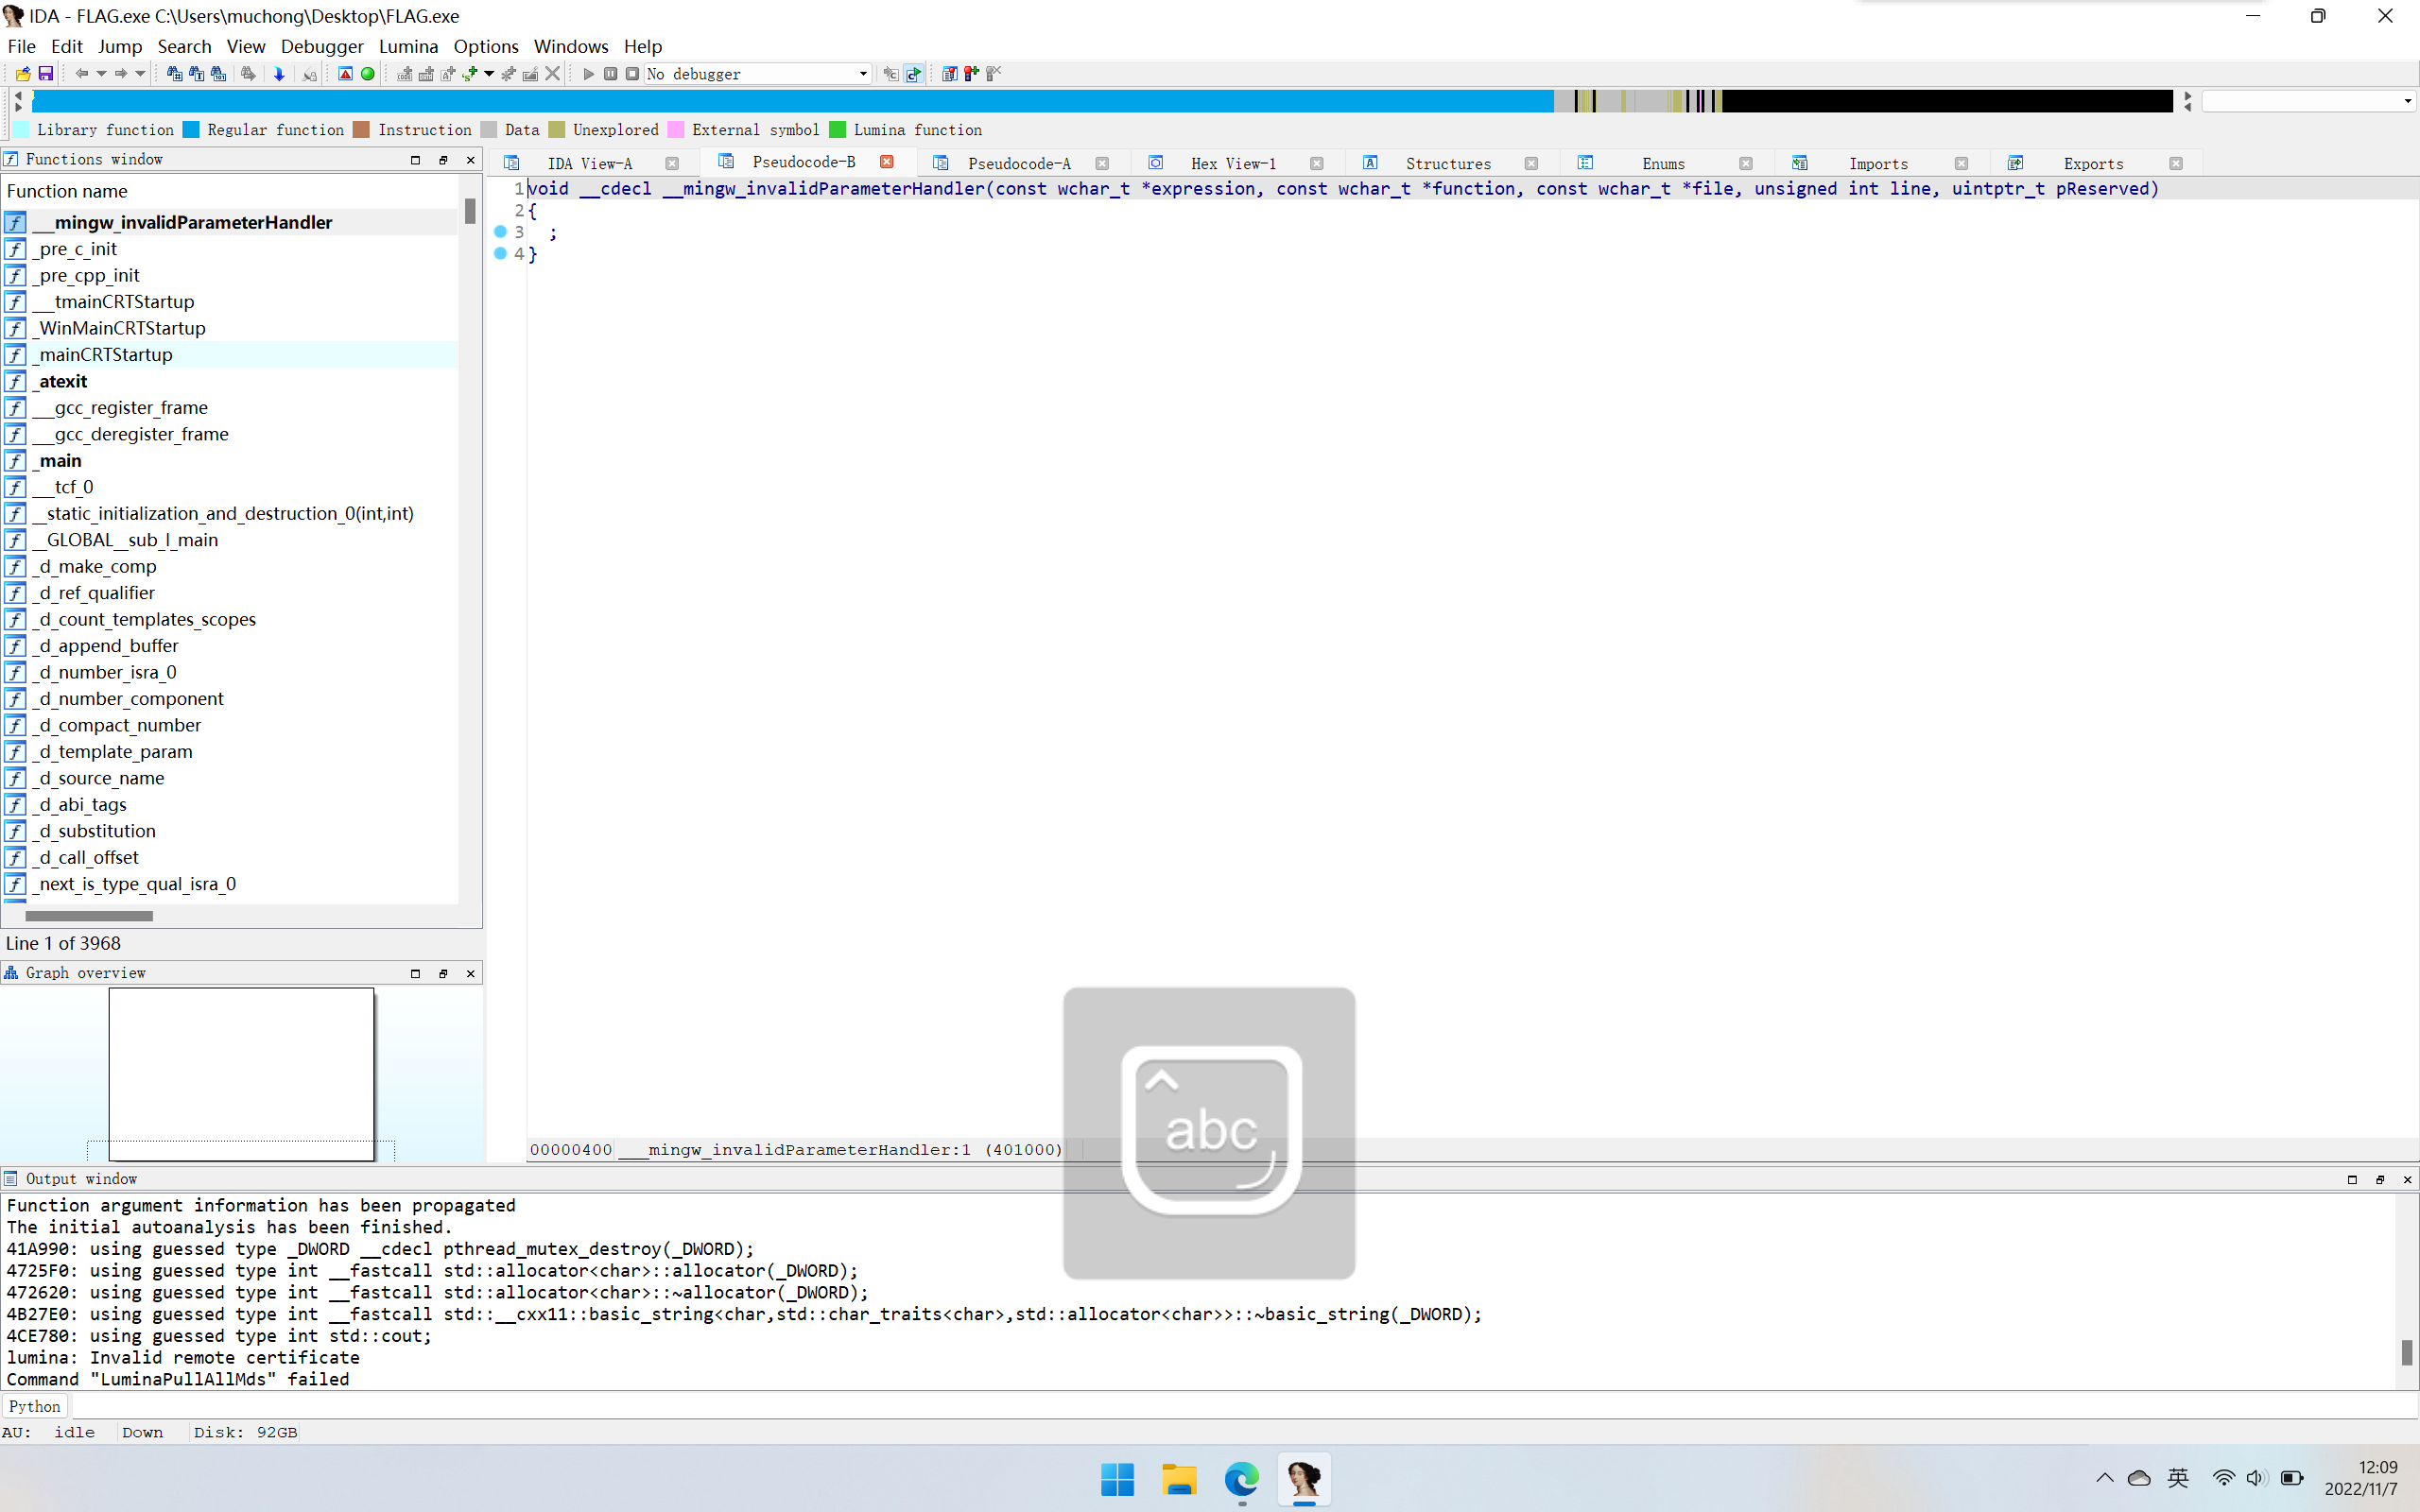 IDA - FLAG.exe C:\Users\muchong\Desktop\FLAG.exe
File Edit Jump Search View Debugger Lumina Options Windows Help
No debugger
Library function Regular function Instruction Data Unexplored External symbol Lumina function
Functions window
IDA View-A Pseudocode-B Pseudocode-A Hex View-1 Structures Enums Imports Exports
Function name
___mingw_invalidParameterHandler
_pre_c_init
_pre_cpp_init
___tmainCRTStartup
_WinMainCRTStartup
_mainCRTStartup
_atexit
___gcc_register_frame
___gcc_deregister_frame
_main
___tcf_0
__static_initialization_and_destruction_0(int,int)
__GLOBAL__sub_I_main
_d_make_comp
_d_ref_qualifier
_d_count_templates_scopes
_d_append_buffer
_d_number_isra_0
_d_number_component
_d_compact_number
_d_template_param
_d_source_name
_d_abi_tags
_d_substitution
_d_call_offset
_next_is_type_qual_isra_0
Line 1 of 3968
1 void __cdecl __mingw_invalidParameterHandler(const wchar_t *expression, const wchar_t *function, const wchar_t *file, unsigned int line, uintptr_t pReserved)
2 {
3 ;
4 }
00000400 ___mingw_invalidParameterHandler:1 (401000)
abc
Graph overview
Output window
Function argument information has been propagated
The initial autoanalysis has been finished.
41A990: using guessed type _DWORD __cdecl pthread_mutex_destroy(_DWORD);
4725F0: using guessed type int __fastcall std::allocator<char>::allocator(_DWORD);
472620: using guessed type int __fastcall std::allocator<char>::~allocator(_DWORD);
4B27E0: using guessed type int __fastcall std::__cxx11::basic_string<char,std::char_traits<char>,std::allocator<char>>::~basic_string(_DWORD);
4CE780: using guessed type int std::cout;
lumina: Invalid remote certificate
Command "LuminaPullAllMds" failed
Python
AU: idle Down Disk: 92GB
英
12:09
2022/11/7